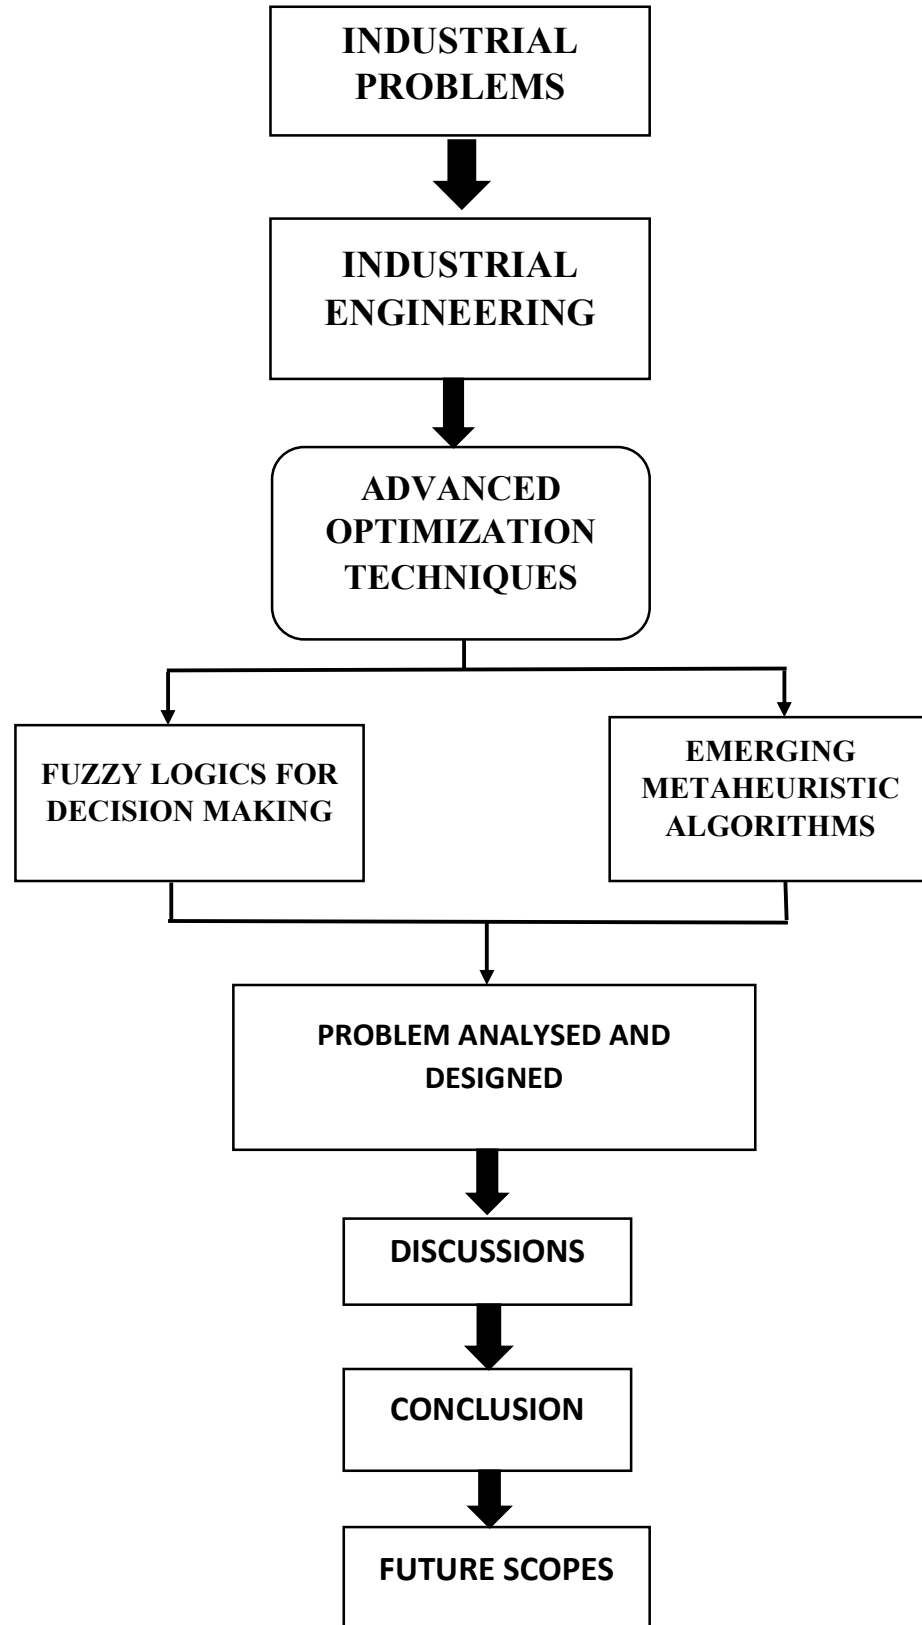 INDUSTRIAL
PROBLEMS
INDUSTRIAL
ENGINEERING
ADVANCED
OPTIMIZATION
TECHNIQUES
FUZZY LOGICS FOR
DECISION MAKING
EMERGING
METAHEURISTIC
ALGORITHMS
PROBLEM ANALYSED AND
DESIGNED
DISCUSSIONS
CONCLUSION
FUTURE SCOPES